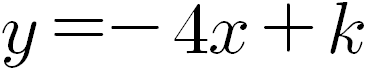 y = − 4x + k